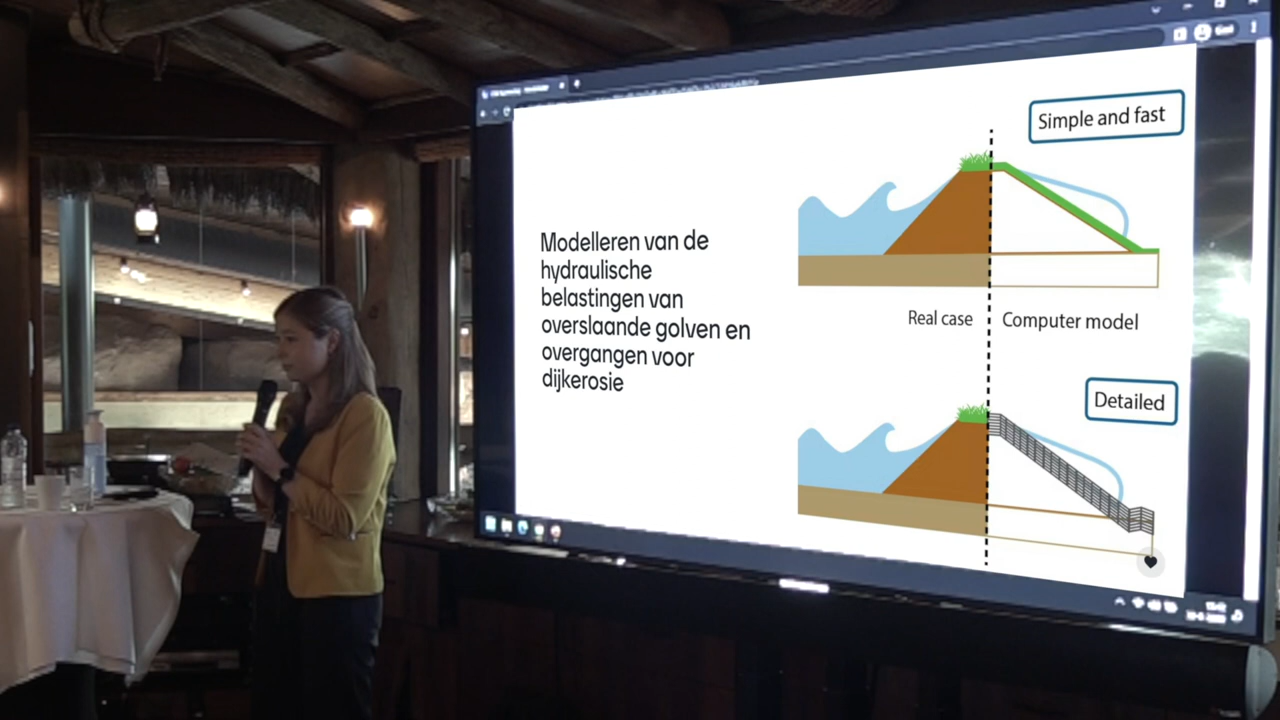 Modelleren van de
hydraulische
belastingen van
overslaande golven en
overgangen voor
dijkerosie
Simple and fast
Real case
Computer model
Detailed